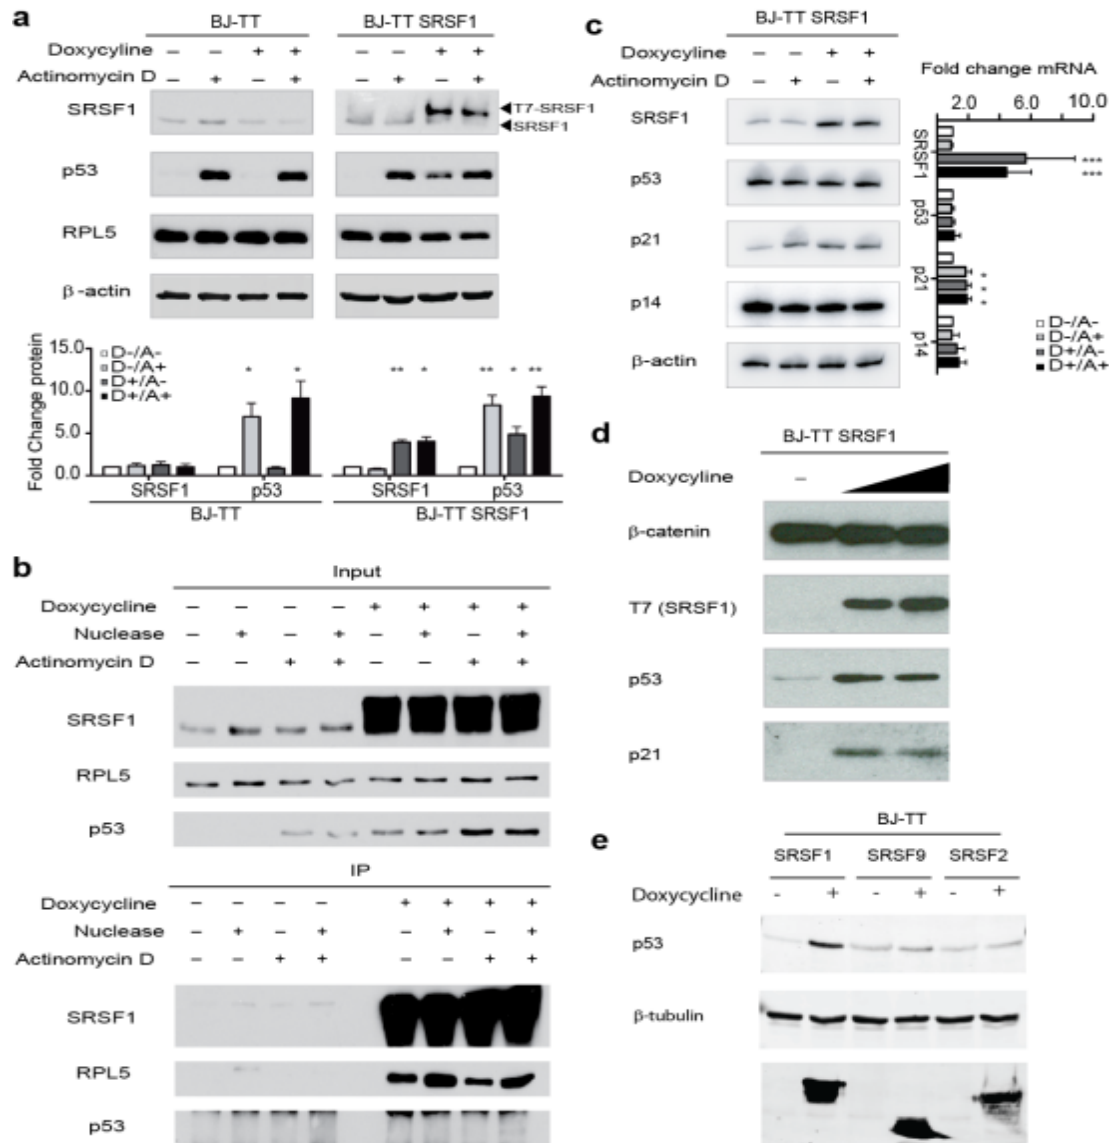 a
BJ-TT BJ-TT SRSF1
Doxycyline – – + + – – + +
Actinomycin D – + – + – + – +
SRSF1
T7-SRSF1
SRSF1
p53
RPL5
β-actin
Fold Change protein
15.0
10.0
5.0
0.0
D-/A-
D-/A+
D+/A-
D+/A+
* * ** * ** * **
SRSF1 p53 SRSF1 p53
BJ-TT BJ-TT SRSF1
b
Input
Doxycycline – – – – + + + +
Nuclease – + – + – + – +
Actinomycin D – – + + – – + +
SRSF1
RPL5
p53
IP
Doxycycline – – – – + + + +
Nuclease – + – + – + – +
Actinomycin D – – + + – – + +
SRSF1
RPL5
p53
c
BJ-TT SRSF1
Doxycyline – – + +
Actinomycin D – + – +
SRSF1
p53
p21
p14
β-actin
Fold change mRNA
2.0 6.0 10.0
SRSF1
***
***
p53
p21
*
*
*
p14
D-/A-
D-/A+
D+/A-
D+/A+
d
BJ-TT SRSF1
Doxycyline –
β-catenin
T7 (SRSF1)
p53
p21
e
BJ-TT
SRSF1 SRSF9 SRSF2
Doxycycline - + - + - +
p53
β-tubulin